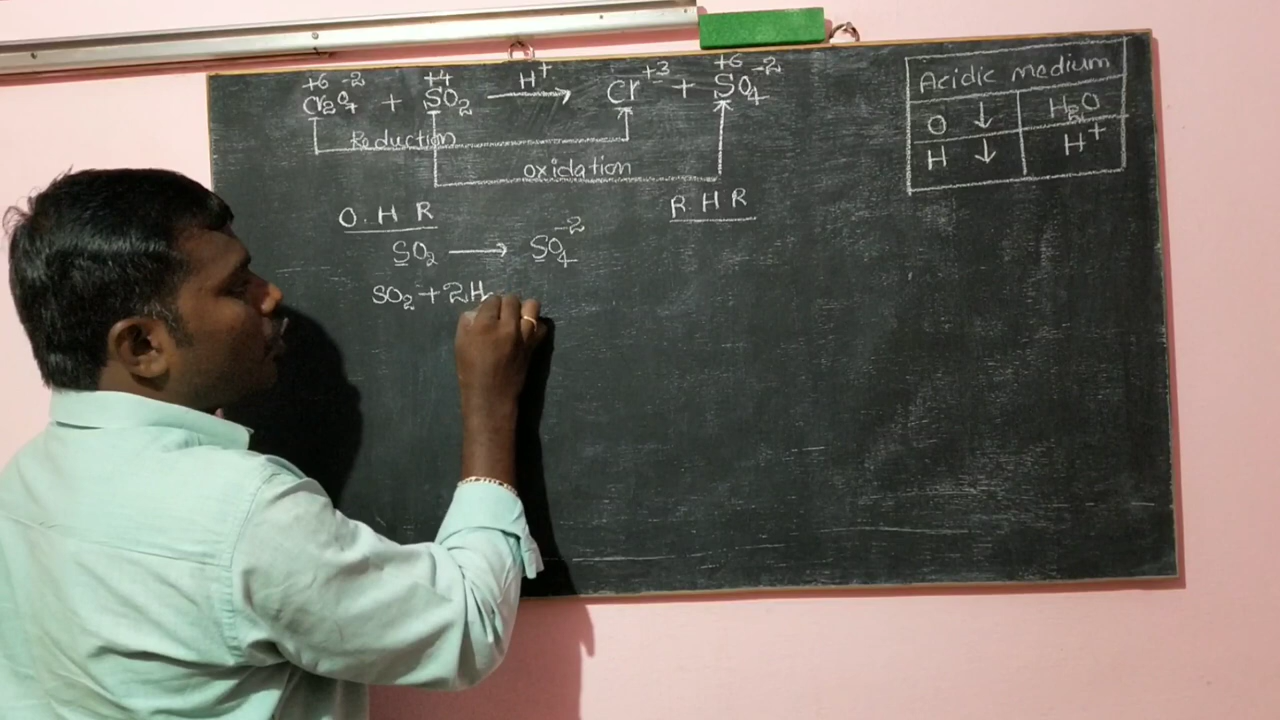 +6 -2 +4 H+ +3 +6 -2
Cr2O7 + SO2 ⟶ Cr + SO4
Reduction
oxidation
Acidic medium
O ↓ H2O
H ↓ H+
O. H R
R. H R
SO2 ⟶ SO4-2
SO2 + 2H